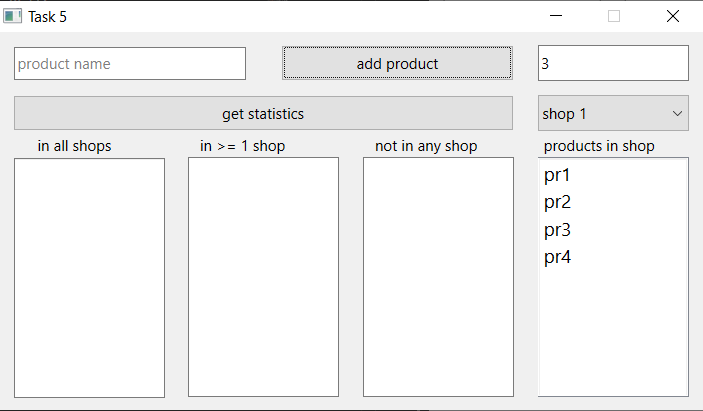 Task 5
product name
add product
3
get statistics
shop 1
in all shops
in >= 1 shop
not in any shop
products in shop
pr1
pr2
pr3
pr4